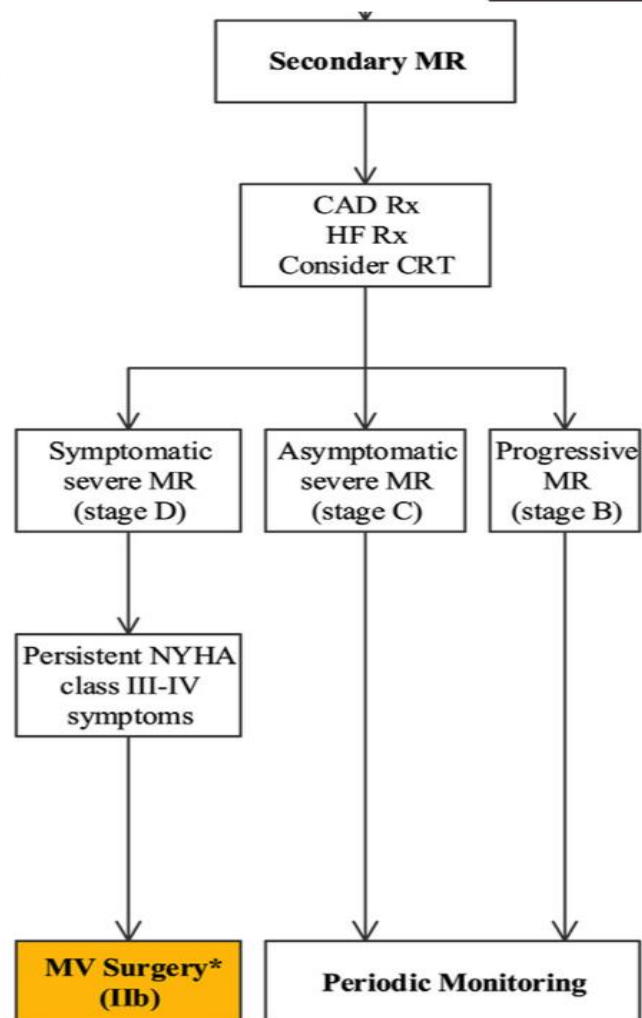 Secondary MR
CAD Rx
HF Rx
Consider CRT
Symptomatic
severe MR
(stage D)
Asymptomatic
severe MR
(stage C)
Progressive
MR
(stage B)
Persistent NYHA
class III-IV
symptoms
MV Surgery*
(IIb)
Periodic Monitoring